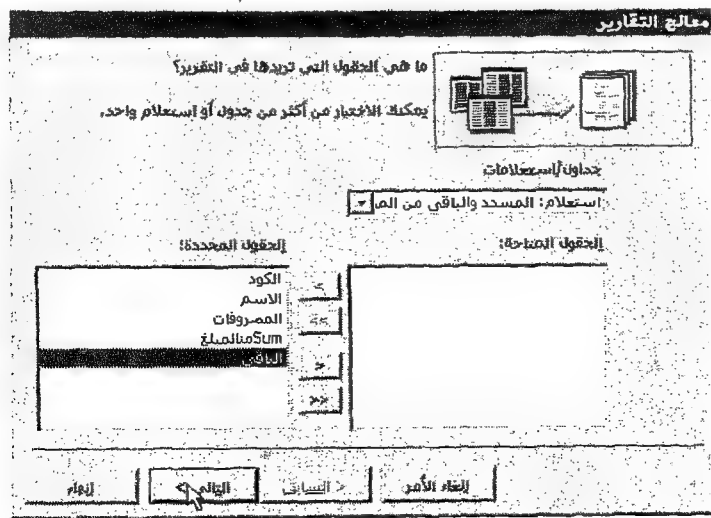 معالج التقارير
ما هي الحقول التي تريدها في التقرير؟
يمكنك الاختيار من أكثر من جدول أو استعلام واحد.
جداول/استعلامات
استعلام: المسدد والباقي من الم
الحقول المتاحة:
الحقول المحددة:
الكود
الاسم
المصروفات
Sumمنالمبلغ
الباقي
>
>>
<
<<
إلغاء الأمر
< السابق
التالي >
إنهاء